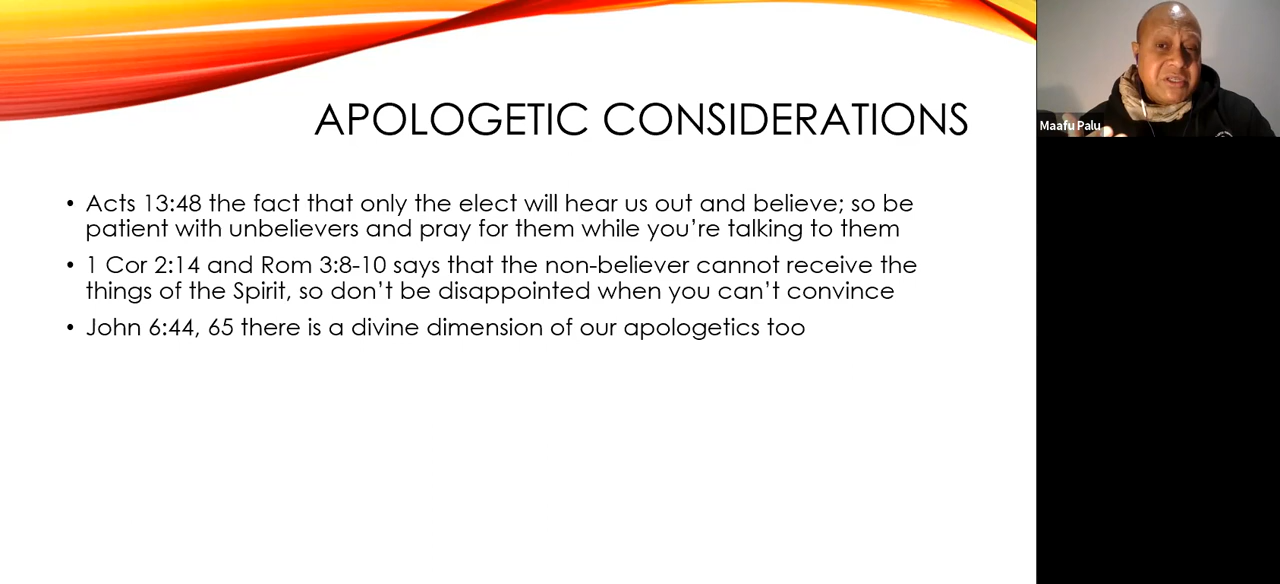 APOLOGETIC CONSIDERATIONS
• Acts 13:48 the fact that only the elect will hear us out and believe; so be
patient with unbelievers and pray for them while you’re talking to them
• 1 Cor 2:14 and Rom 3:8-10 says that the non-believer cannot receive the
things of the Spirit, so don’t be disappointed when you can’t convince
• John 6:44, 65 there is a divine dimension of our apologetics too
Maafu Palu